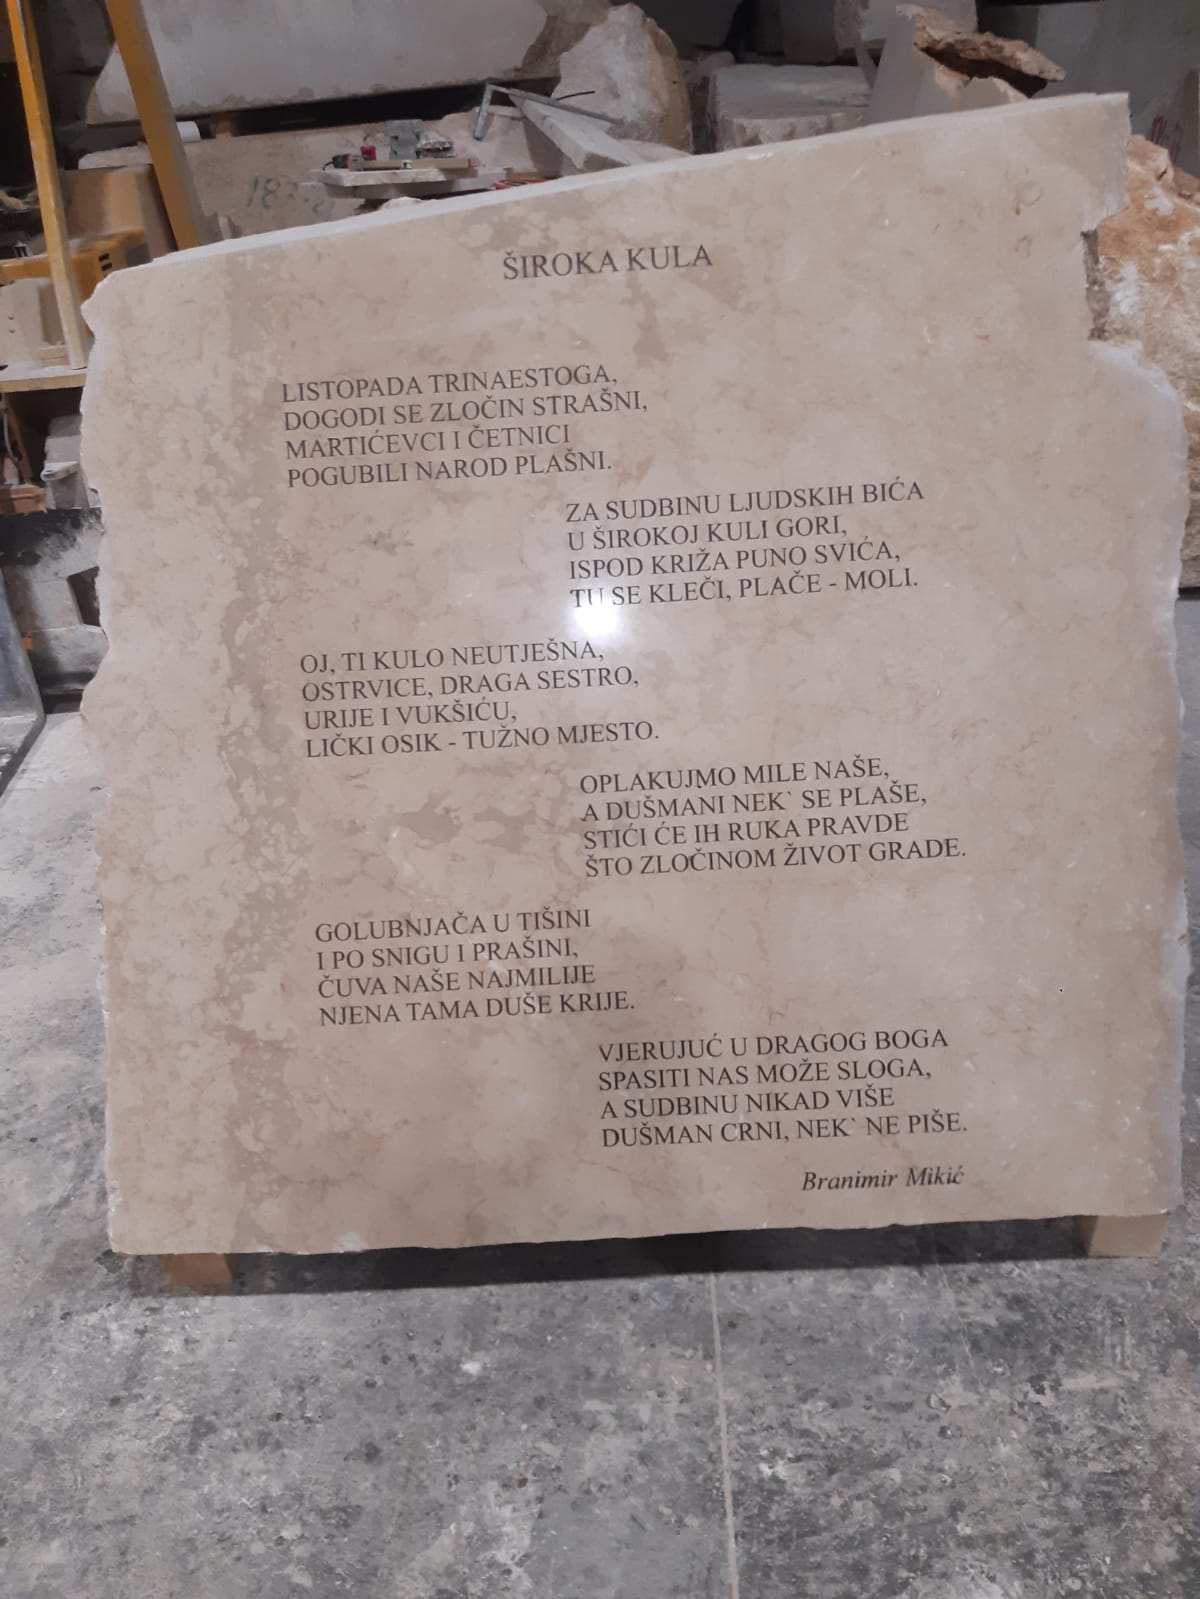 ŠIROKA KULA
LISTOPADA TRINAESTOGA,
DOGODI SE ZLOČIN STRAŠNI,
MARTIĆEVCI I ČETNICI
POGUBILI NAROD PLAŠNI.
ZA SUDBINU LJUDSKIH BIĆA
U ŠIROKOJ KULI GORI,
ISPOD KRIŽA PUNO SVIĆA,
TU SE KLEČI, PLAČE - MOLI.
OJ, TI KULO NEUTJEŠNA,
OSTRVICE, DRAGA SESTRO,
URIJE I VUKŠIĆU,
LIČKI OSIK - TUŽNO MJESTO.
OPLAKUJMO MILE NAŠE,
A DUŠMANI NEK` SE PLAŠE,
STIĆI ĆE IH RUKA PRAVDE
ŠTO ZLOČINOM ŽIVOT GRADE.
GOLUBNJAČA U TIŠINI
I PO SNIGU I PRAŠINI,
ČUVA NAŠE NAJMILIJE
NJENA TAMA DUŠE KRIJE.
VJERUJUĆ U DRAGOG BOGA
SPASITI NAS MOŽE SLOGA,
A SUDBINU NIKAD VIŠE
DUŠMAN CRNI, NEK` NE PIŠE.
Branimir Mikić